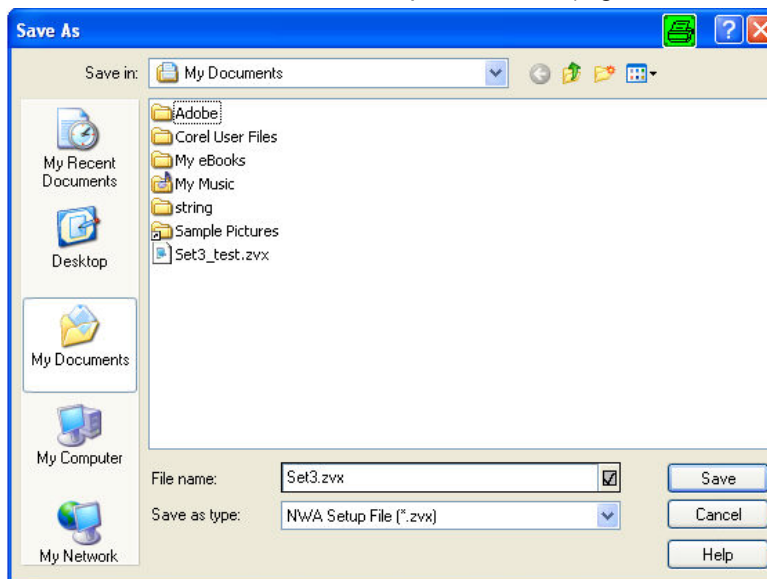 Save As
Save in:
My Documents
My Recent
Documents
Desktop
My Documents
My Computer
My Network
Adobe
Corel User Files
My eBooks
My Music
string
Sample Pictures
Set3_test.zvx
File name:
Set3.zvx
Save
Save as type:
NWA Setup File (*.zvx)
Cancel
Help